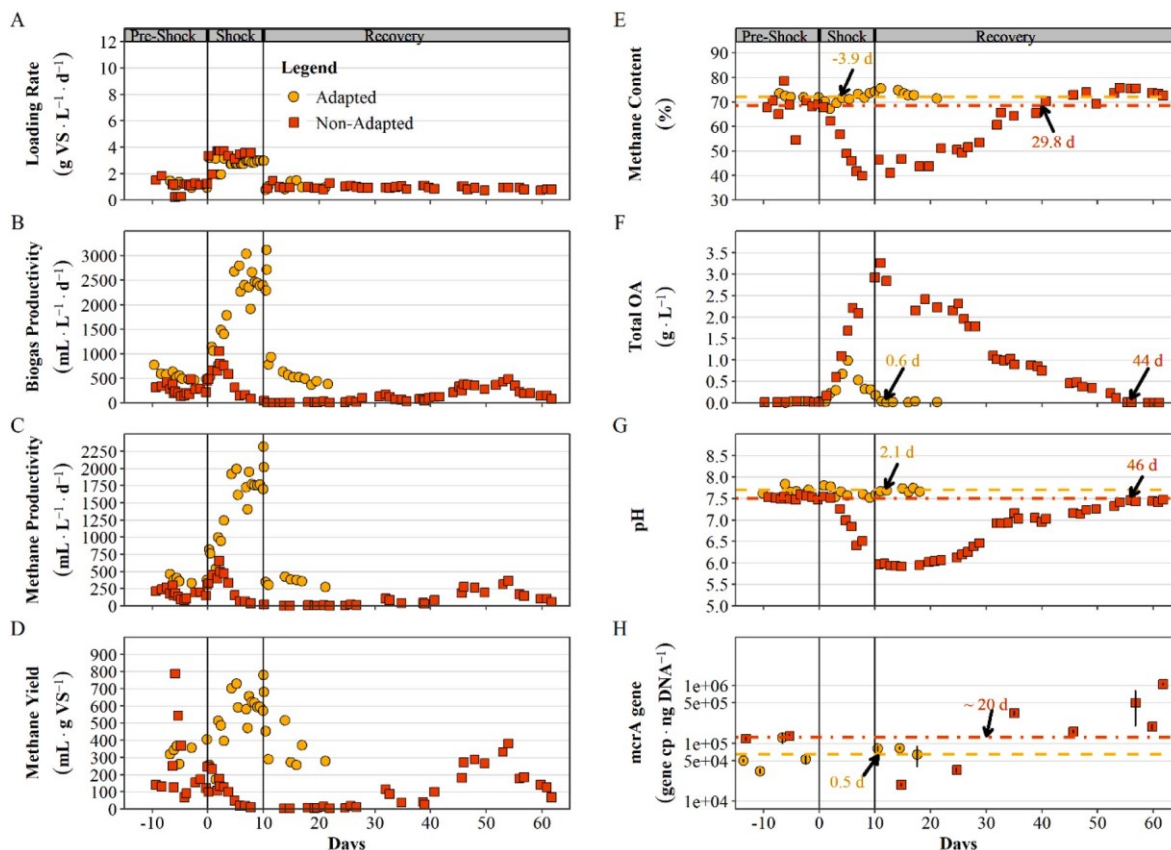 A
Pre-Shock Shock Recovery
Loading Rate
(g VS · L⁻¹ · d⁻¹)
12
10
8
6
4
2
0
Legend
Adapted
Non-Adapted
B
Biogas Productivity
(mL · L⁻¹ · d⁻¹)
3000
2500
2000
1500
1000
500
0
C
Methane Productivity
(mL · L⁻¹ · d⁻¹)
2250
2000
1750
1500
1250
1000
750
500
250
0
D
Methane Yield
(mL · g VS⁻¹)
900
800
700
600
500
400
300
200
100
0
-10 0 10 20 30 40 50 60
Days
E
Pre-Shock Shock Recovery
Methane Content
(%)
90
80
70
60
50
40
30
-3.9 d
29.8 d
F
Total OA
(g · L⁻¹)
3.5
3.0
2.5
2.0
1.5
1.0
0.5
0.0
0.6 d
44 d
G
pH
8.5
8.0
7.5
7.0
6.5
6.0
5.5
5.0
2.1 d
46 d
H
mcrA gene
(gene cp · ng DNA⁻¹)
1e+06
5e+05
1e+05
5e+04
1e+04
~ 20 d
0.5 d
-10 0 10 20 30 40 50 60
Days